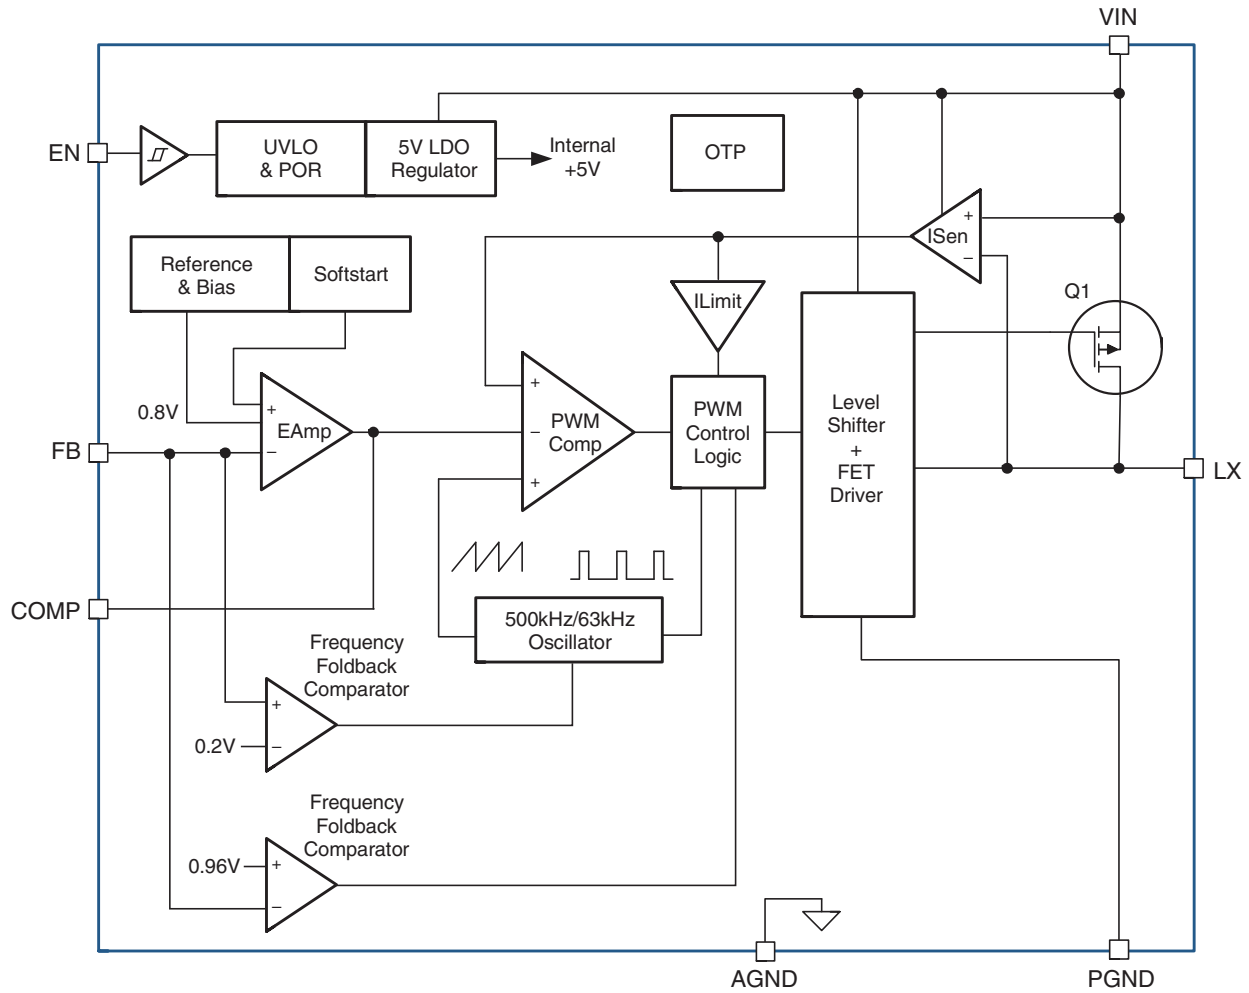 VIN
EN
UVLO
& POR
5V LDO
Regulator
Internal
+5V
OTP
Reference
& Bias
Softstart
+
ISen
−
ILimit
Q1
0.8V
+
EAmp
−
FB
+
−
PWM
Comp
+
PWM
Control
Logic
Level
Shifter
+
FET
Driver
LX
COMP
500kHz/63kHz
Oscillator
Frequency
Foldback
Comparator
+
0.2V
−
Frequency
Foldback
Comparator
0.96V
+
−
AGND
PGND